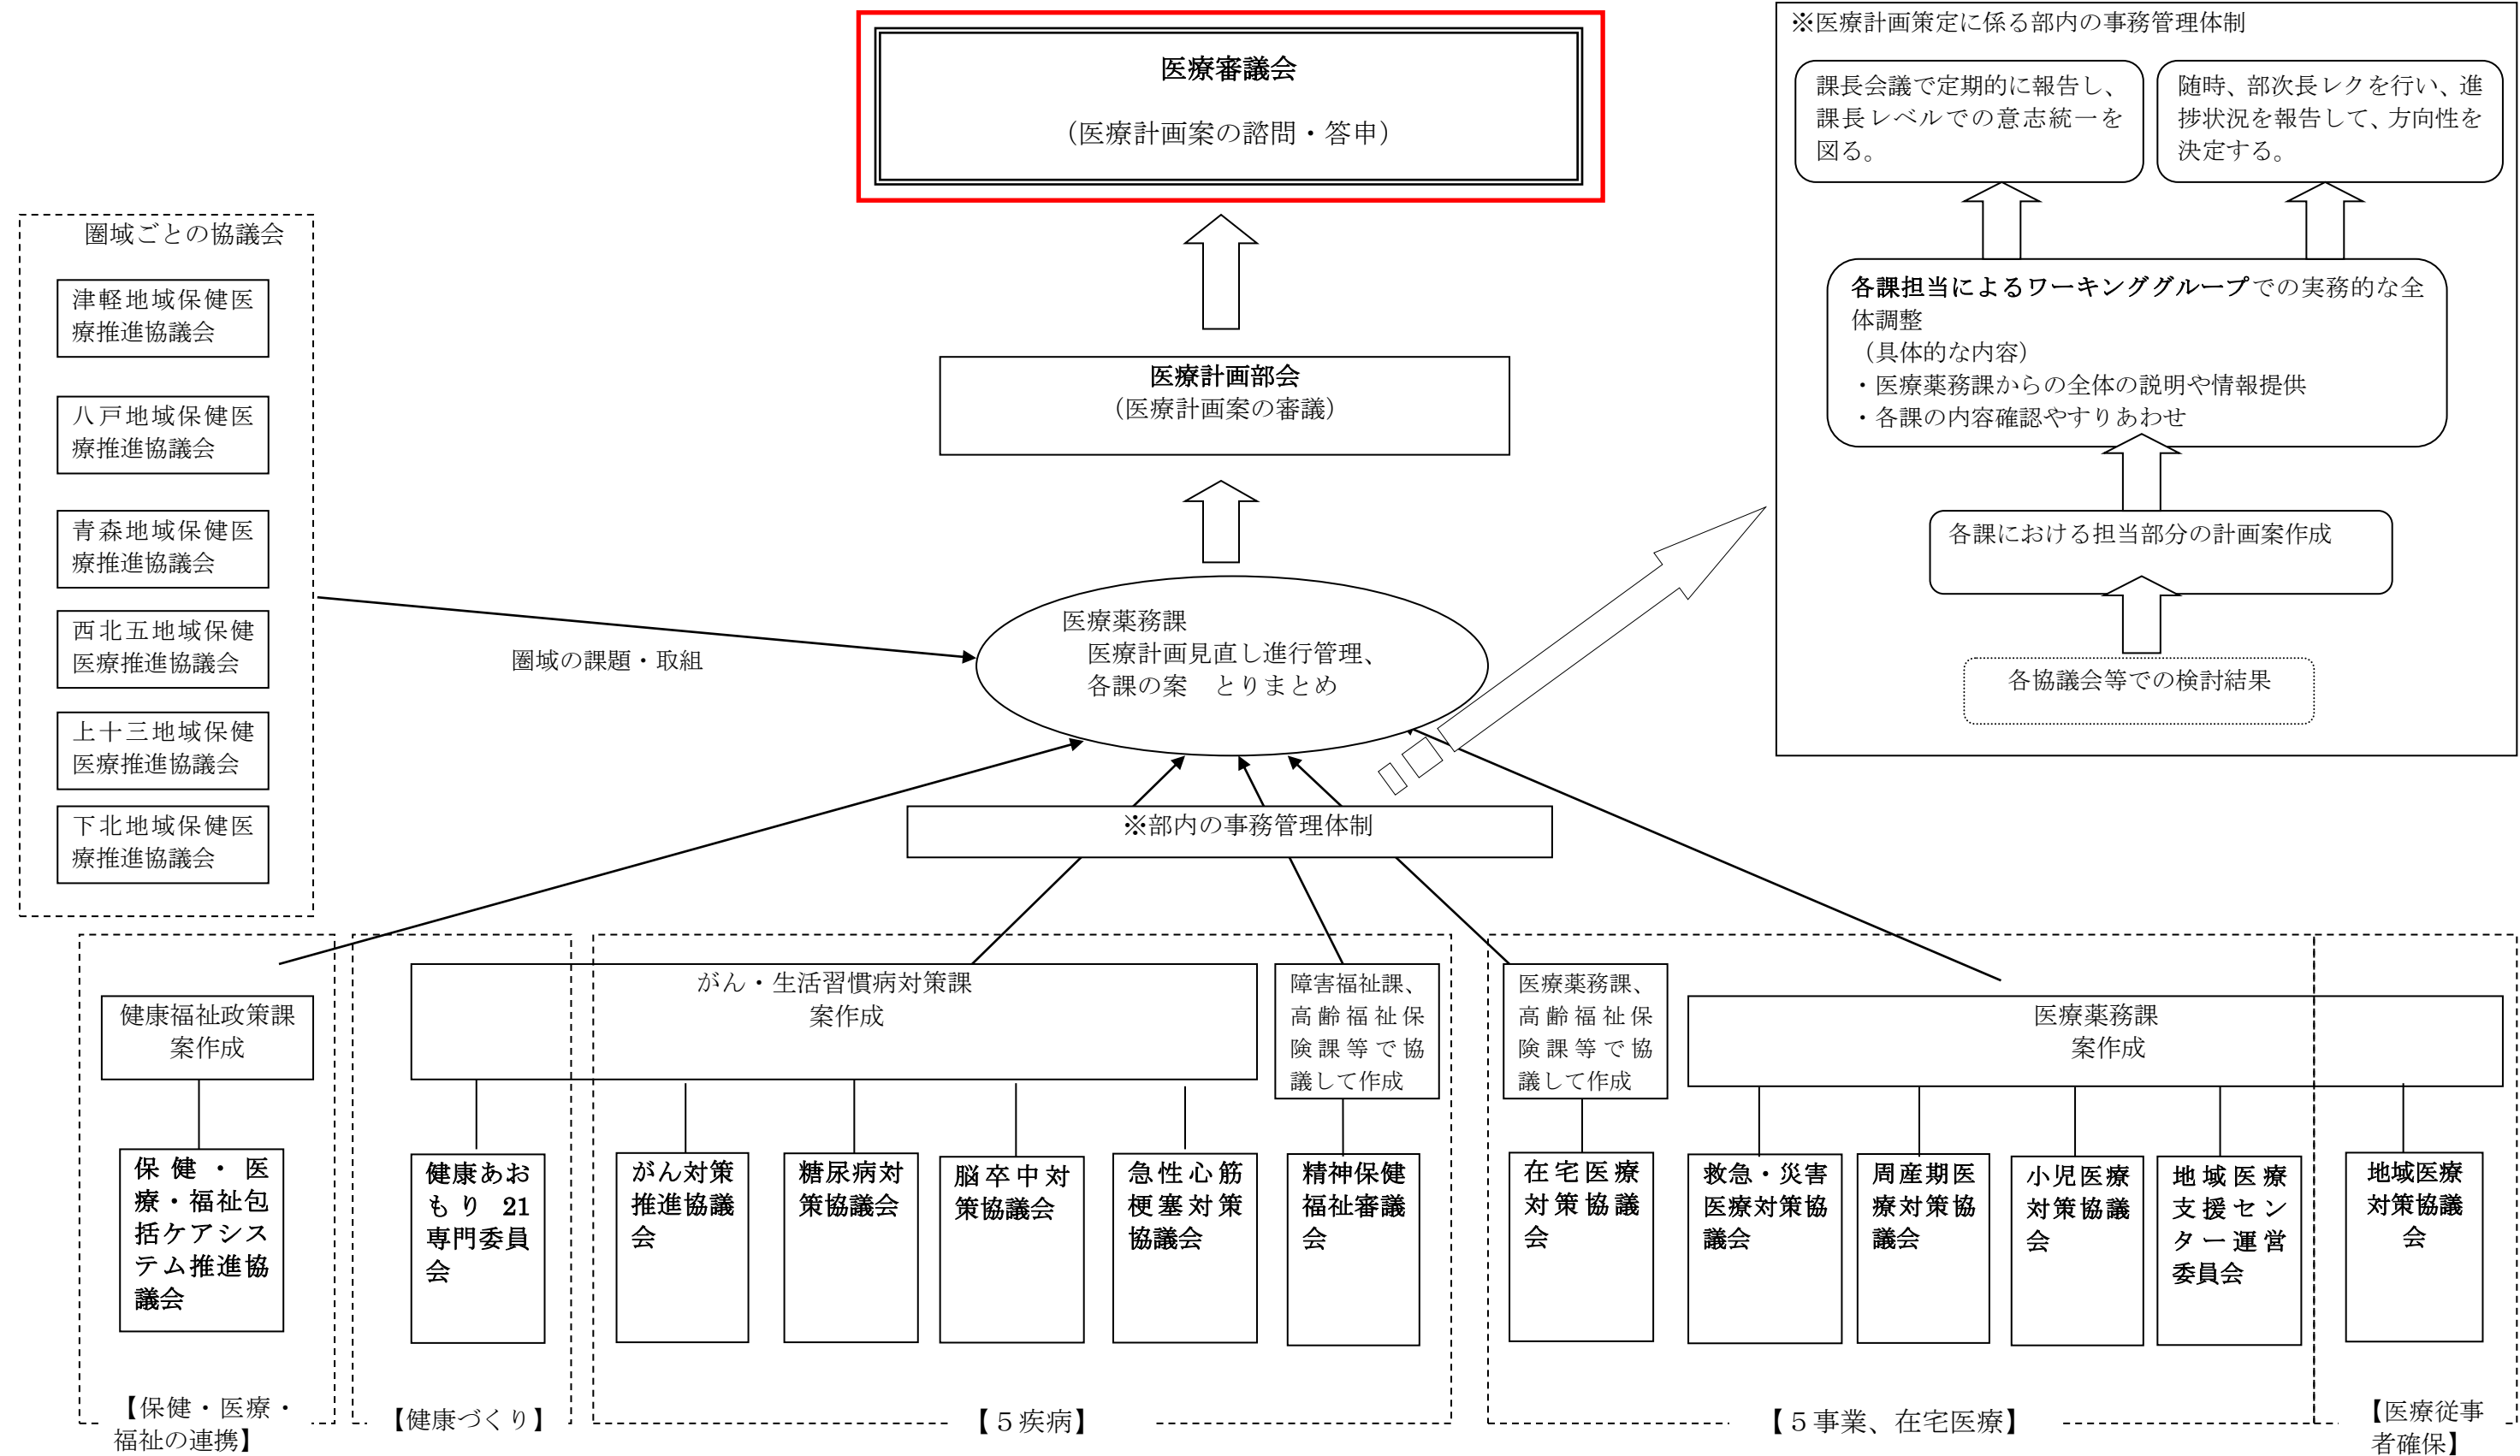 医療審議会
（医療計画案の諮問・答申）
※医療計画策定に係る部内の事務管理体制
課長会議で定期的に報告し、
課長レベルでの意志統一を
図る。
随時、部次長レクを行い、進
捗状況を報告して、方向性を
決定する。
各課担当によるワーキンググループでの実務的な全
体調整
（具体的な内容）
・医療薬務課からの全体の説明や情報提供
・各課の内容確認やすりあわせ
各課における担当部分の計画案作成
各協議会等での検討結果
圏域ごとの協議会
津軽地域保健医
療推進協議会
八戸地域保健医
療推進協議会
青森地域保健医
療推進協議会
西北五地域保健
医療推進協議会
上十三地域保健
医療推進協議会
下北地域保健医
療推進協議会
医療計画部会
（医療計画案の審議）
圏域の課題・取組
医療薬務課
医療計画見直し進行管理、
各課の案　とりまとめ
※部内の事務管理体制
健康福祉政策課
案作成
がん・生活習慣病対策課
案作成
障害福祉課、
高齢福祉保
険課等で協
議して作成
医療薬務課、
高齢福祉保
険課等で協
議して作成
医療薬務課
案作成
保健・医
療・福祉包
括ケアシス
テム推進協
議会
健康あお
もり 21
専門委員
会
がん対策
推進協議
会
糖尿病対
策協議会
脳卒中対
策協議会
急性心筋
梗塞対策
協議会
精神保健
福祉審議
会
在宅医療
対策協議
会
救急・災害
医療対策協
議会
周産期医
療対策協
議会
小児医療
対策協議
会
地域医療
支援セン
ター運営
委員会
地域医療
対策協議
会
【保健・医療・
福祉の連携】
【健康づくり】
【５疾病】
【５事業、在宅医療】
【医療従事
者確保】